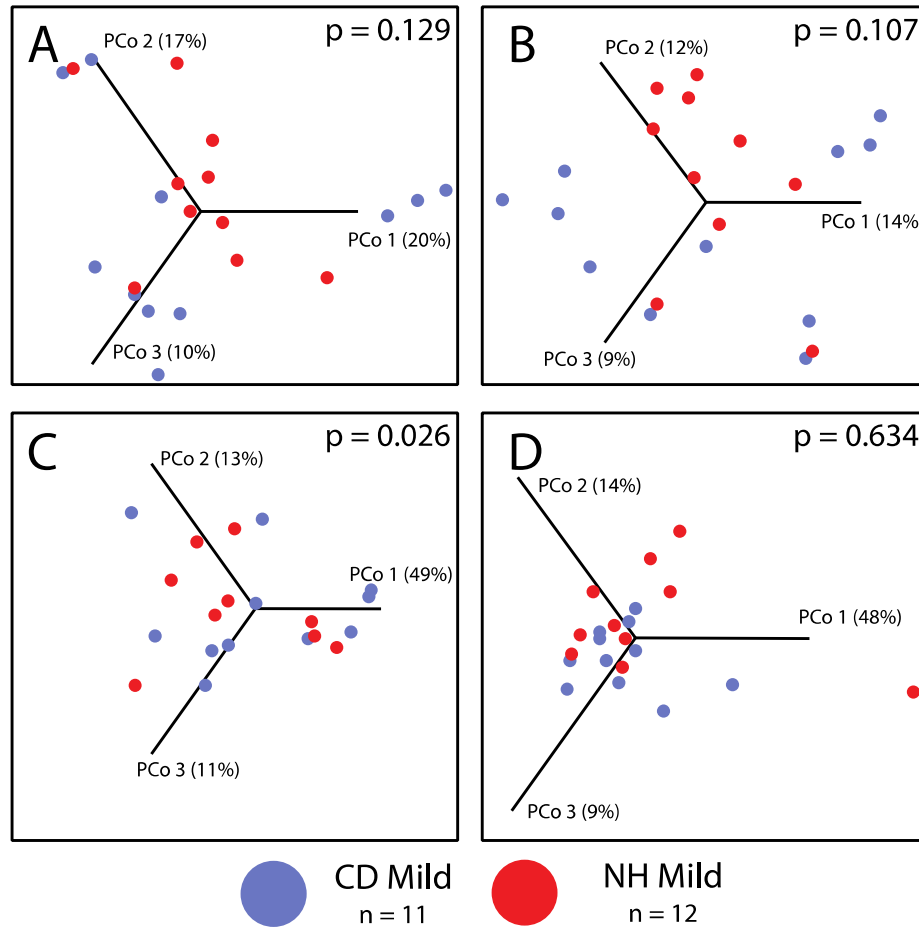 A
PCo 2 (17%)
p = 0.129
PCo 1 (20%)
PCo 3 (10%)
B
PCo 2 (12%)
p = 0.107
PCo 1 (14%)
PCo 3 (9%)
C
PCo 2 (13%)
p = 0.026
PCo 1 (49%)
PCo 3 (11%)
D
PCo 2 (14%)
p = 0.634
PCo 1 (48%)
PCo 3 (9%)
CD Mild
n = 11
NH Mild
n = 12